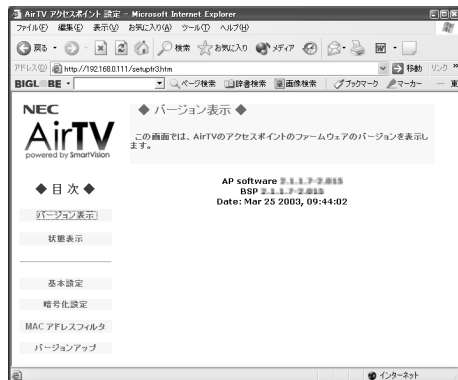 AirTV アクセスポイント 設定 - Microsoft Internet Explorer
ファイル(F) 編集(E) 表示(V) お気に入り(A) ツール(T) ヘルプ(H)
戻る 検索 お気に入り メディア
アドレス(D) http://192.168.0.111/setupfr3.htm 移動 リンク »
BIGLOBE ページ検索 辞書検索 画像検索 ブックマーク マーカー
NEC
AirTV
powered by SmartVision
◆ 目 次 ◆
バージョン表示
状態表示
基本設定
暗号化設定
MAC アドレスフィルタ
バージョンアップ
◆ バージョン表示 ◆
この画面では、AirTVのアクセスポイントのファームウェアのバージョンを表示し
ます。
AP software
BSP
Date: Mar 25 2003, 09:44:02
インターネット